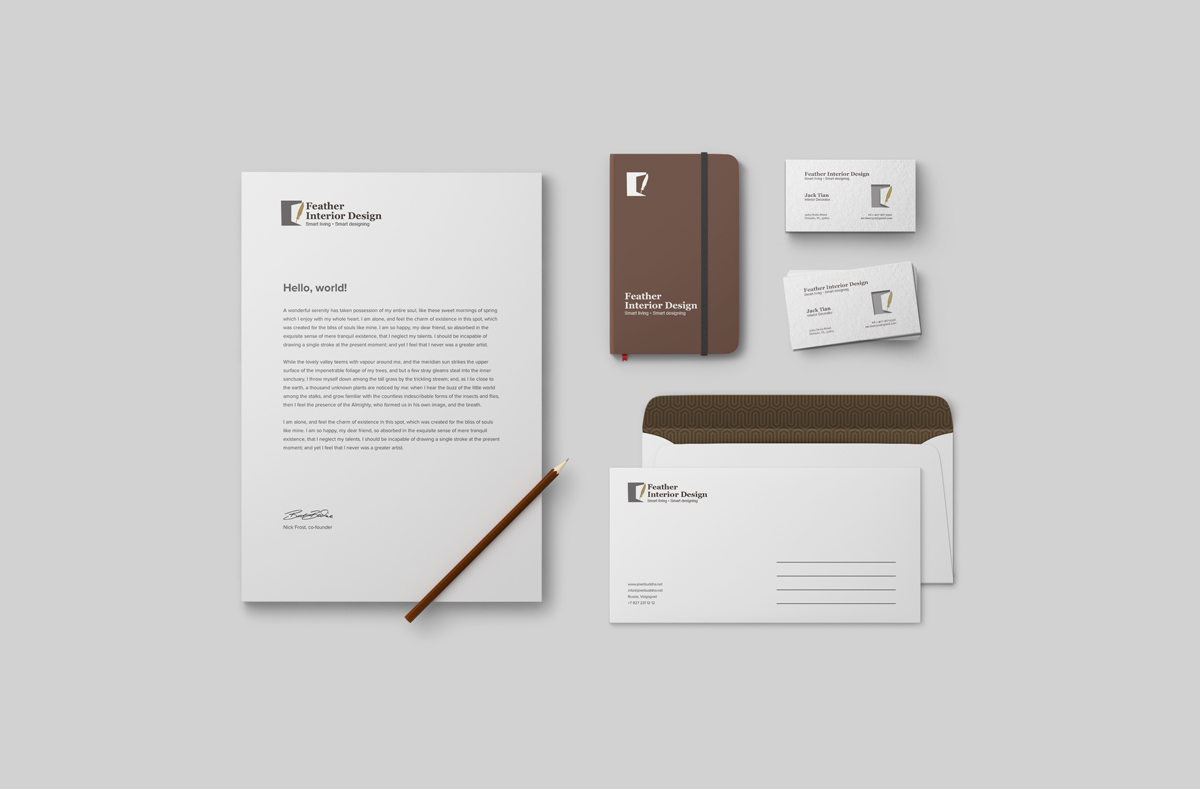 Feather
Interior Design
Smart living • Smart designing
Hello, world!
A wonderful serenity has taken possession of my entire soul, like these sweet mornings of spring
which I enjoy with my whole heart. I am alone, and feel the charm of existence in this spot, which
was created for the bliss of souls like mine. I am so happy, my dear friend, so absorbed in the
exquisite sense of mere tranquil existence, that I neglect my talents. I should be incapable of
drawing a single stroke at the present moment; and yet I feel that I never was a greater artist.
While the lovely valley teems with vapour around me, and the meridian sun strikes the upper
surface of the impenetrable foliage of my trees, and but a few stray gleams steal into the inner
sanctuary, I throw myself down among the tall grass by the trickling stream; and, as I lie close to
the earth, a thousand unknown plants are noticed by me: when I hear the buzz of the little world
among the stalks, and grow familiar with the countless indescribable forms of the insects and flies,
then I feel the presence of the Almighty, who formed us in his own image, and the breath.
I am alone, and feel the charm of existence in this spot, which was created for the bliss of souls
like mine. I am so happy, my dear friend, so absorbed in the exquisite sense of mere tranquil
existence, that I neglect my talents. I should be incapable of drawing a single stroke at the present
moment; and yet I feel that I never was a greater artist.
Nick Frost, co-founder
Feather
Interior Design
Smart living • Smart designing
Feather Interior Design
Smart living • Smart designing
Jack Tian
Interior Decorator
Feather Interior Design
Smart living • Smart designing
Jack Tian
Interior Decorator
Feather
Interior Design
Smart living • Smart designing
www.pixelbuddha.net
info@pixelbuddha.net
Russia, Volgograd
+7 927 231 12 12